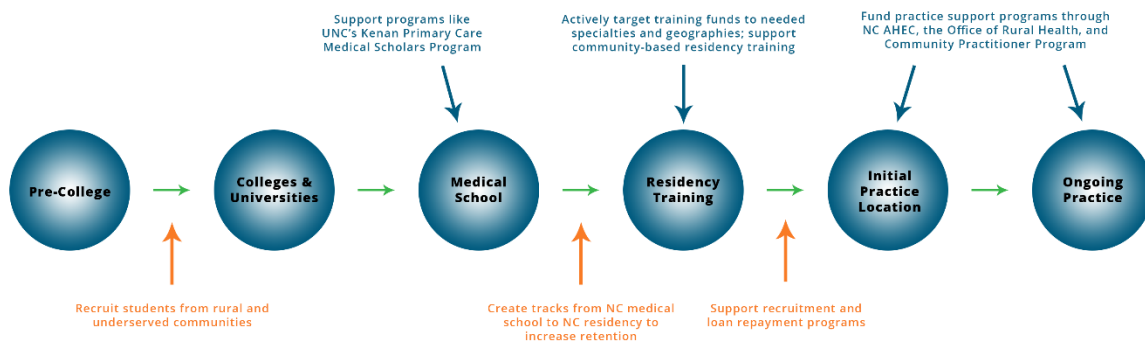 Support programs like
UNC's Kenan Primary Care
Medical Scholars Program
Actively target training funds to needed
specialties and geographies; support
community-based residency training
Fund practice support programs through
NC AHEC, the Office of Rural Health, and
Community Practitioner Program
Pre-College
Colleges &
Universities
Medical
School
Residency
Training
Initial
Practice
Location
Ongoing
Practice
Recruit students from rural and
underserved communities
Create tracks from NC medical
school to NC residency to
increase retention
Support recruitment and
loan repayment programs